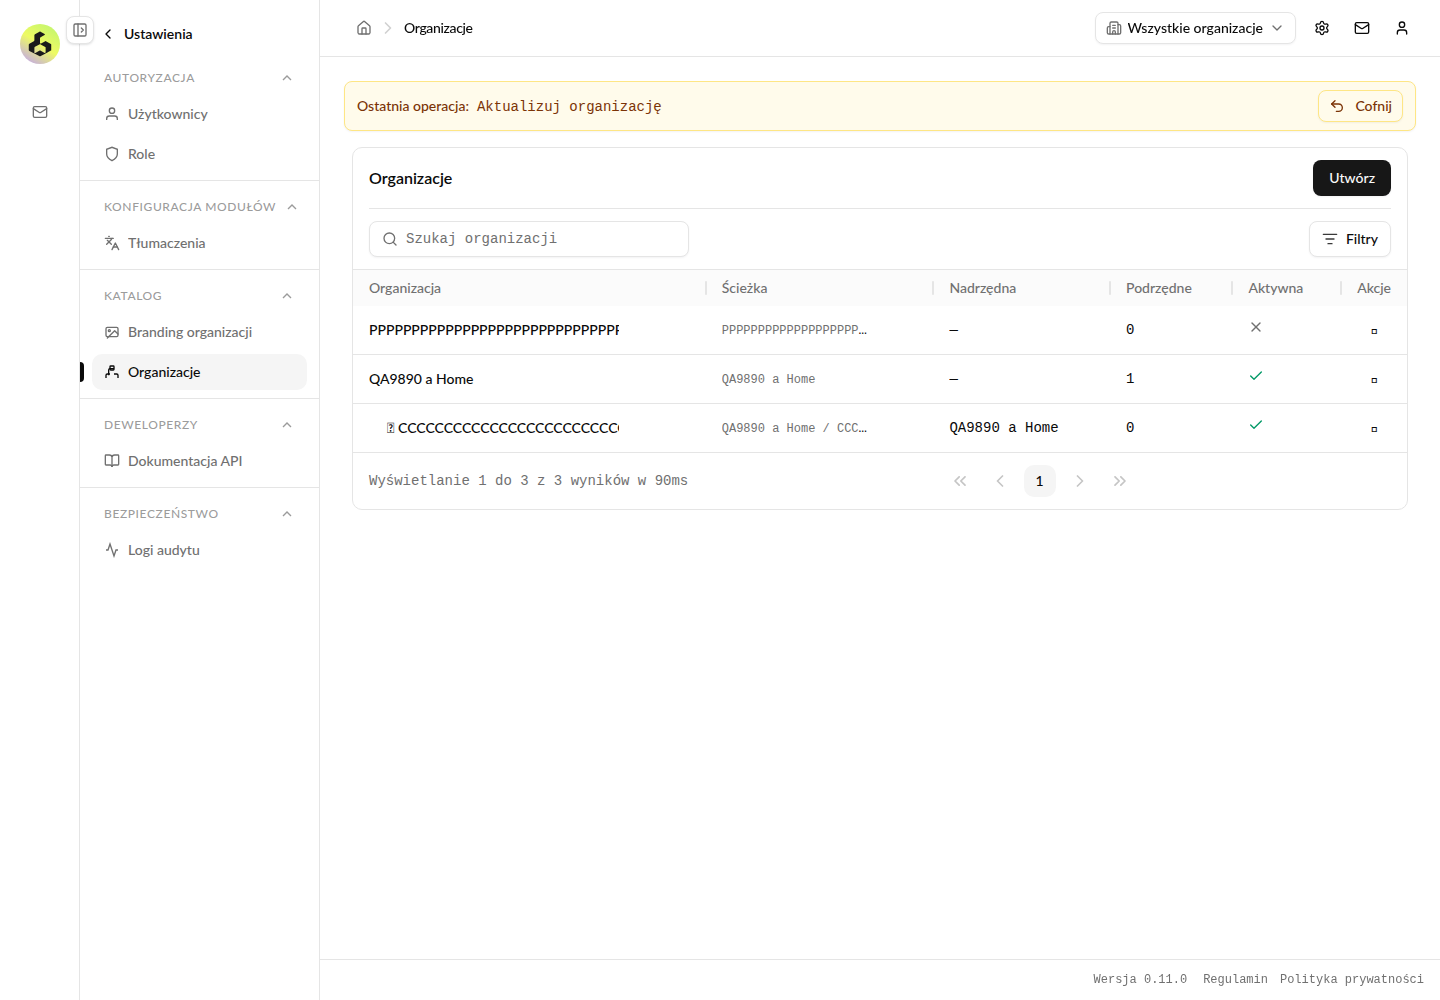 Ustawienia
AUTORYZACJA
Użytkownicy
Role
KONFIGURACJA MODUŁÓW
Tłumaczenia
KATALOG
Branding organizacji
Organizacje
DEWELOPERZY
Dokumentacja API
BEZPIECZEŃSTWO
Logi audytu
Organizacje
Wszystkie organizacje
Ostatnia operacja: Aktualizuj organizację
Cofnij
Organizacje
Utwórz
Szukaj organizacji
Filtry
Organizacja Ścieżka Nadrzędna Podrzędne Aktywna Akcje
— 0
QA9890 a Home QA9890 a Home — 1
QA9890 a Home / CCC… QA9890 a Home 0
Wyświetlanie 1 do 3 z 3 wyników w 90ms
1
Wersja 0.11.0 Regulamin Polityka prywatności